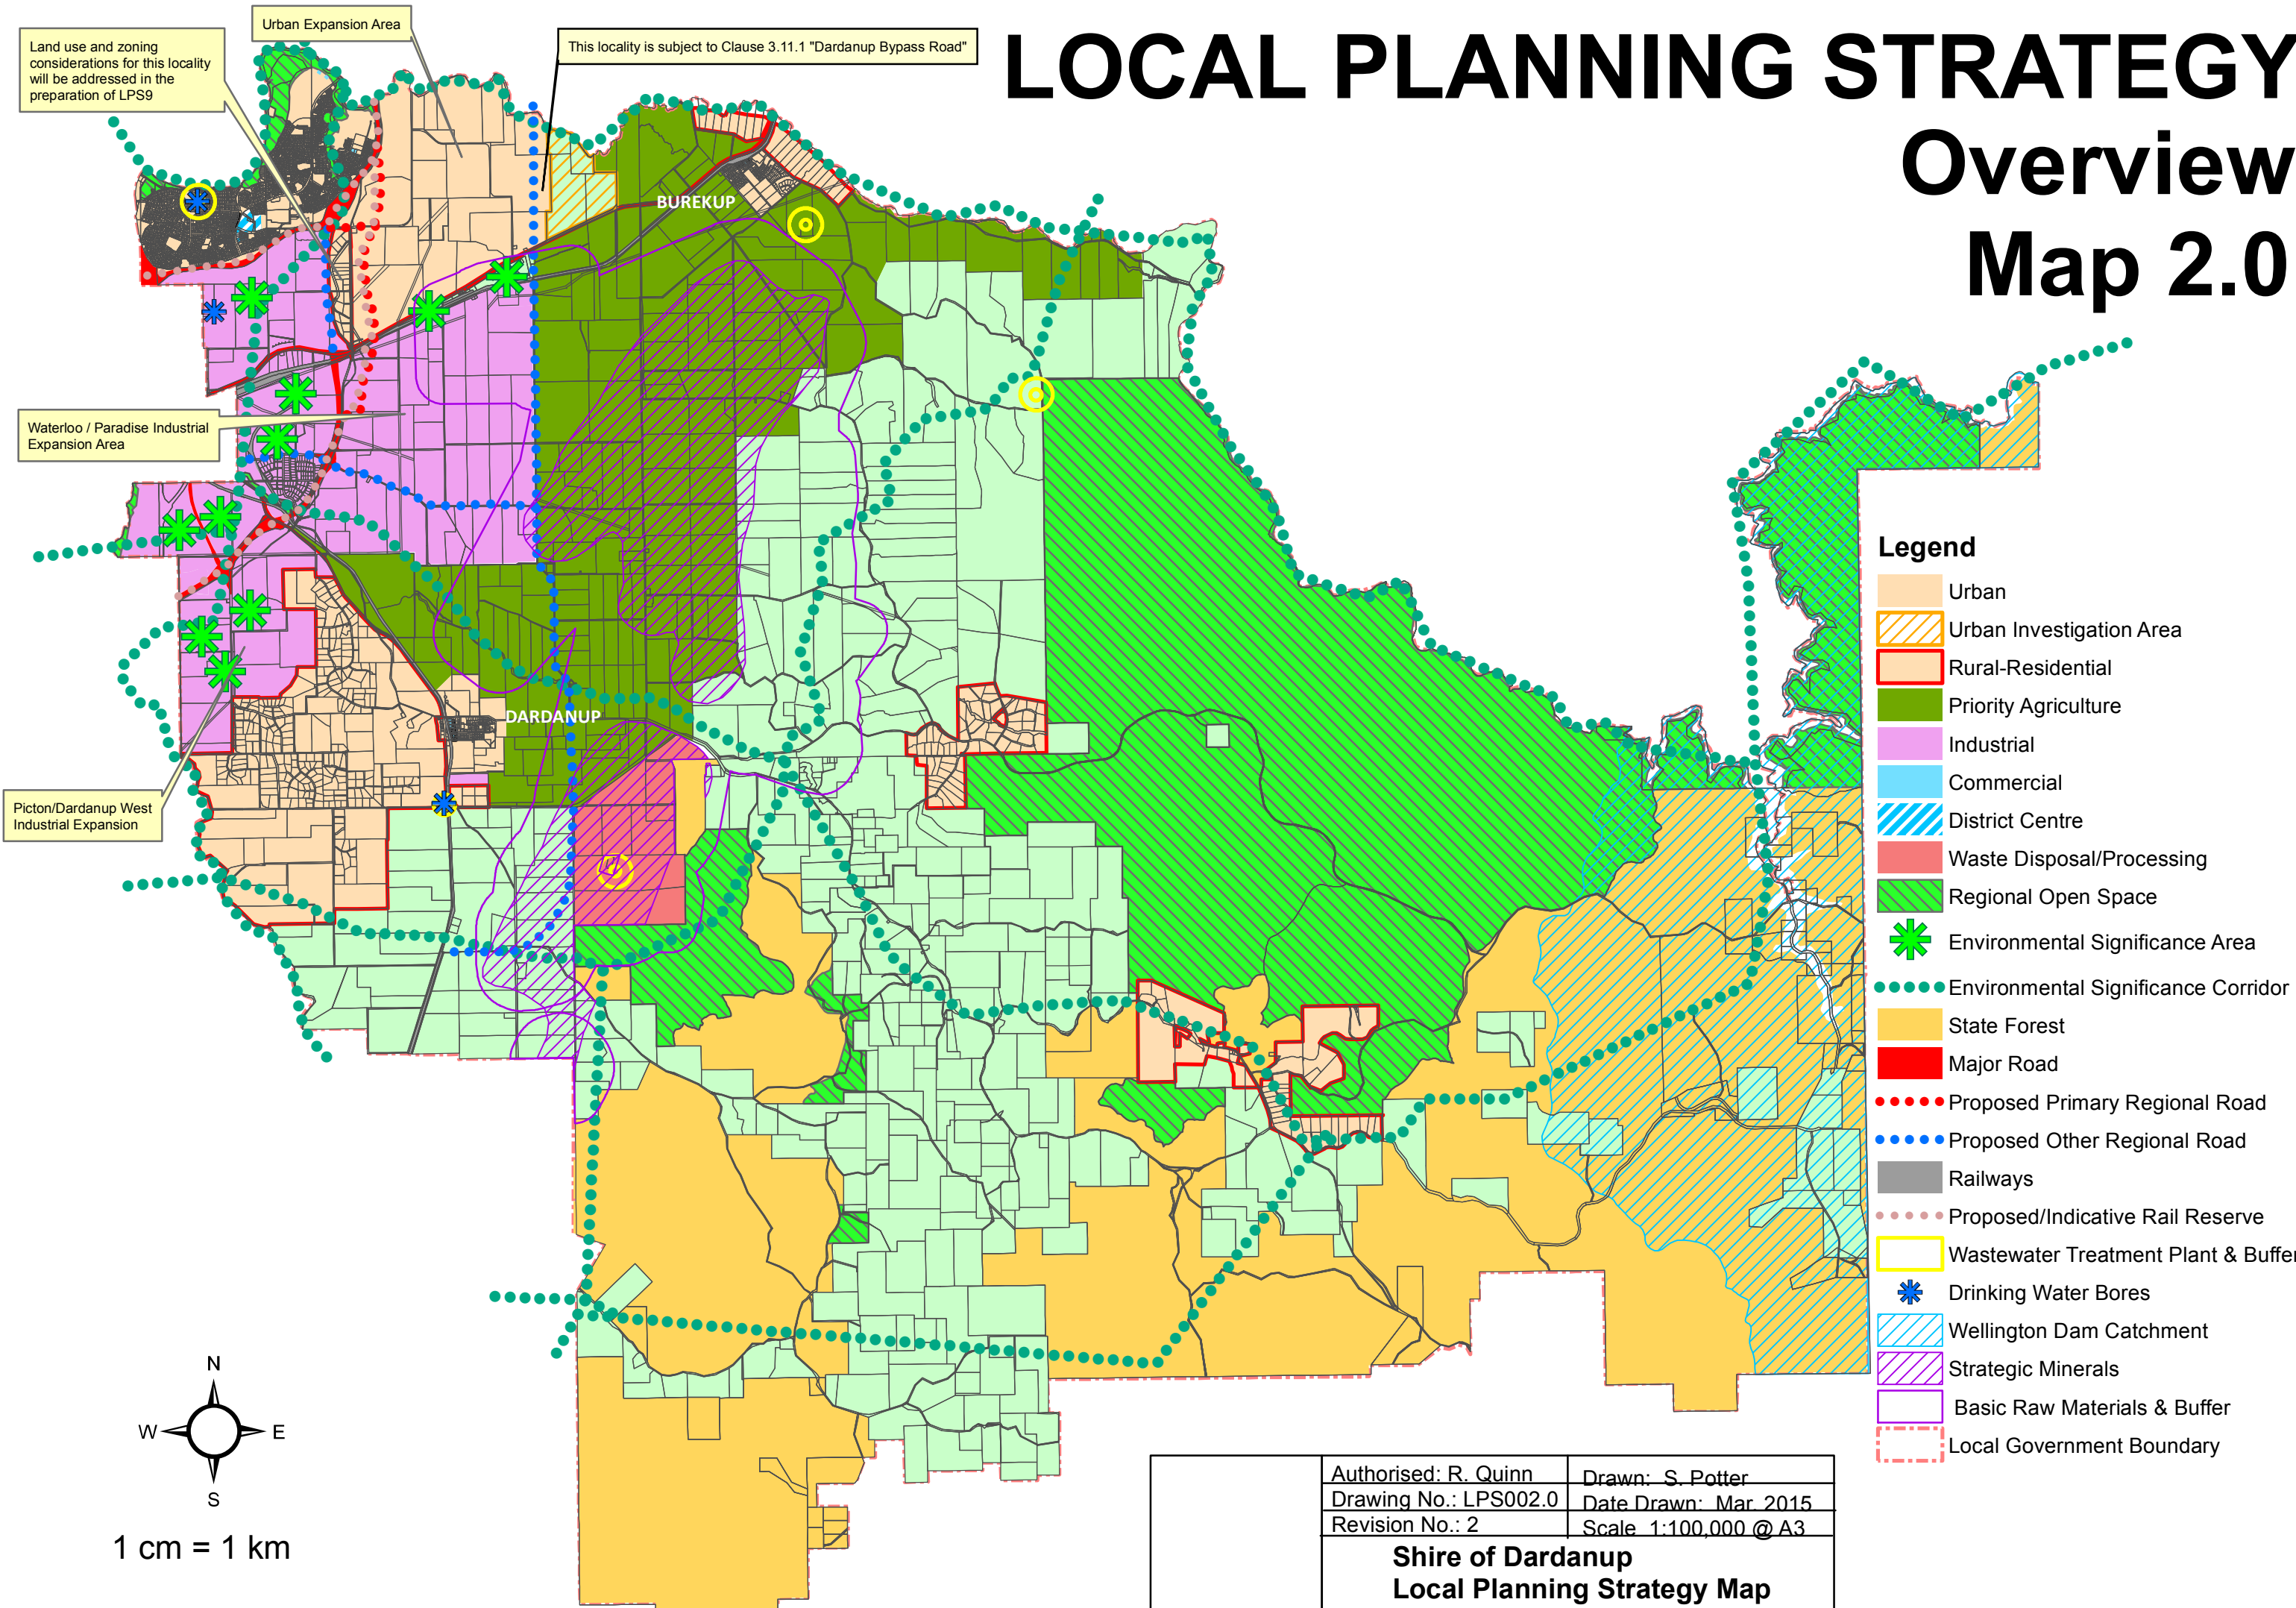 LOCAL PLANNING STRATEGY
Overview
Map 2.0
Urban Expansion Area
Land use and zoning
considerations for this locality
will be addressed in the
preparation of LPS9
This locality is subject to Clause 3.11.1 "Dardanup Bypass Road"
BUREKUP
Waterloo / Paradise Industrial
Expansion Area
DARDANUP
Picton/Dardanup West
Industrial Expansion
Legend
Urban
Urban Investigation Area
Rural-Residential
Priority Agriculture
Industrial
Commercial
District Centre
Waste Disposal/Processing
Regional Open Space
Environmental Significance Area
Environmental Significance Corridor
State Forest
Major Road
Proposed Primary Regional Road
Proposed Other Regional Road
Railways
Proposed/Indicative Rail Reserve
Wastewater Treatment Plant & Buffer
Drinking Water Bores
Wellington Dam Catchment
Strategic Minerals
Basic Raw Materials & Buffer
Local Government Boundary
N
W E
S
1 cm = 1 km
Authorised: R. Quinn
Drawn: S. Potter
Drawing No.: LPS002.0
Date Drawn: Mar. 2015
Revision No.: 2
Scale 1:100,000 @ A3
Shire of Dardanup
Local Planning Strategy Map